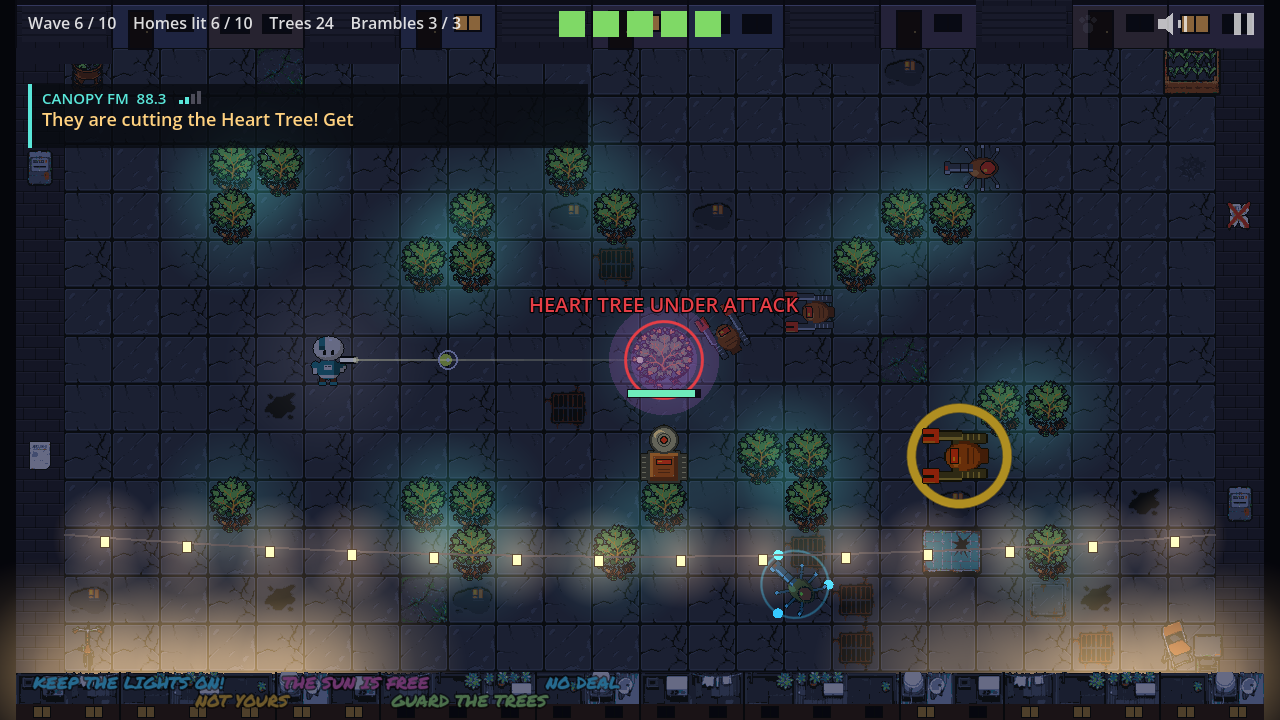 Wave 6 / 10 Homes lit 6 / 10 Trees 24 Brambles 3 / 3
CANOPY FM 88.3
They are cutting the Heart Tree! Get
HEART TREE UNDER ATTACK
KEEP THE LIGHTS ON! THE SUN IS FREE NO DEAL
NOT YOURS GUARD THE TREES